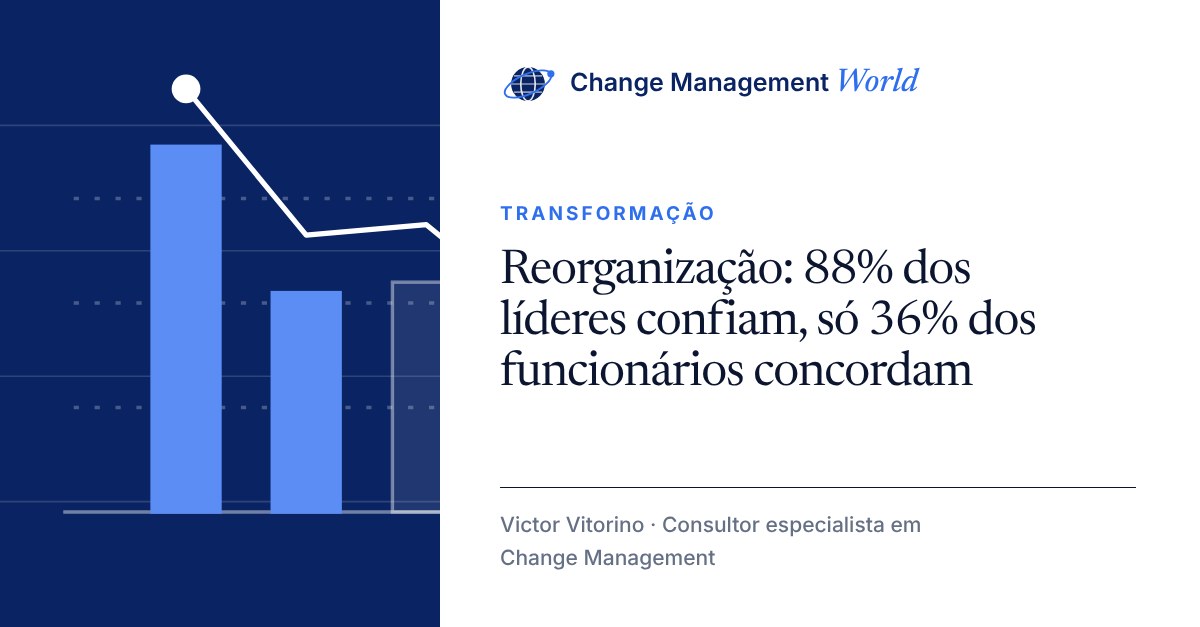 Change Management World
TRANSFORMAÇÃO
Reorganização: 88% dos
líderes confiam, só 36% dos
funcionários concordam
Victor Vitorino · Consultor especialista em
Change Management